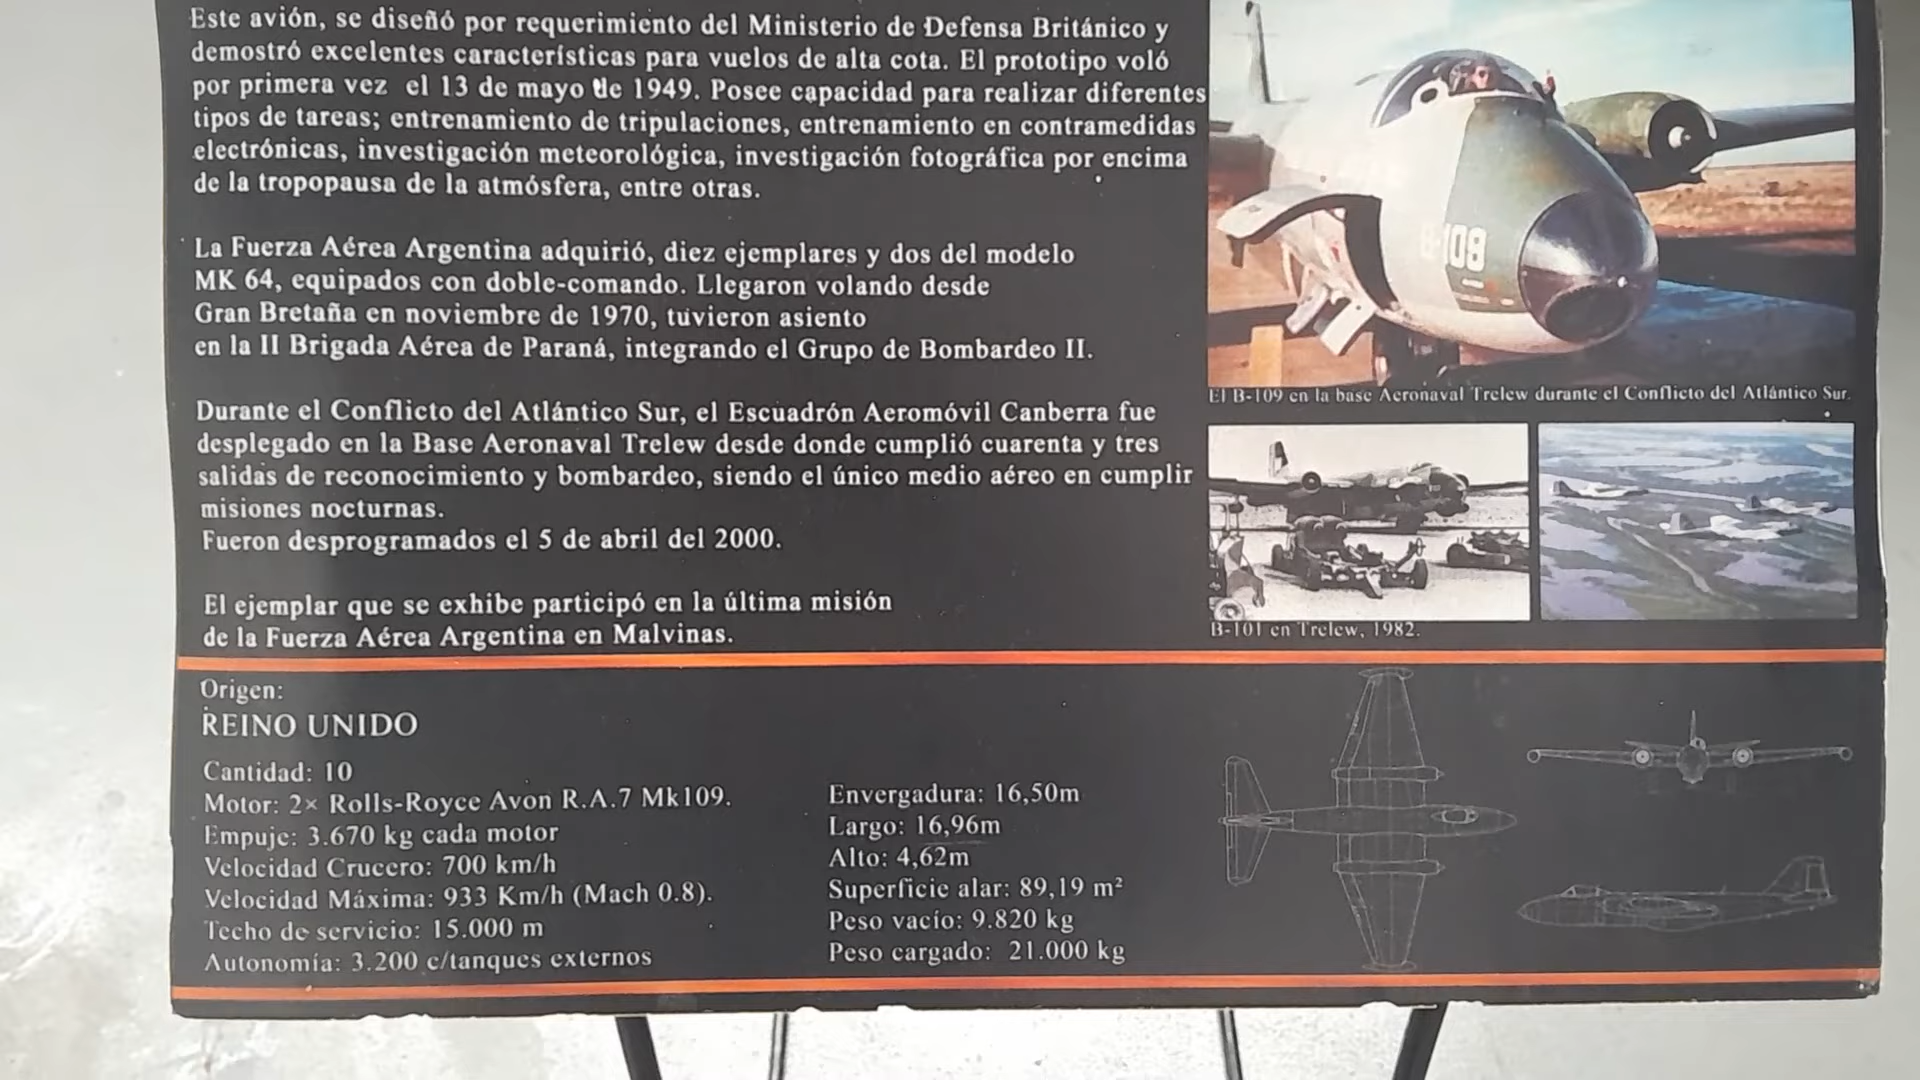 Este avión, se diseñó por requerimiento del Ministerio de Defensa Británico y
demostró excelentes características para vuelos de alta cota. El prototipo voló
por primera vez el 13 de mayo de 1949. Posee capacidad para realizar diferentes
tipos de tareas; entrenamiento de tripulaciones, entrenamiento en contramedidas
electrónicas, investigación meteorológica, investigación fotográfica por encima
de la tropopausa de la atmósfera, entre otras.
La Fuerza Aérea Argentina adquirió, diez ejemplares y dos del modelo
MK 64, equipados con doble-comando. Llegaron volando desde
Gran Bretaña en noviembre de 1970, tuvieron asiento
en la II Brigada Aérea de Paraná, integrando el Grupo de Bombardeo II.
Durante el Conflicto del Atlántico Sur, el Escuadrón Aeromóvil Canberra fue
desplegado en la Base Aeronaval Trelew desde donde cumplió cuarenta y tres
salidas de reconocimiento y bombardeo, siendo el único medio aéreo en cumplir
misiones nocturnas.
Fueron desprogramados el 5 de abril del 2000.
El ejemplar que se exhibe participó en la última misión
de la Fuerza Aérea Argentina en Malvinas.
B-109
El B-109 en la base Aeronaval Trelew durante el Conflicto del Atlántico Sur.
B-101 en Trelew, 1982.
Origen:
REINO UNIDO
Cantidad: 10
Motor: 2× Rolls-Royce Avon R.A.7 Mk109.
Empuje: 3.670 kg cada motor
Velocidad Crucero: 700 km/h
Velocidad Máxima: 933 Km/h (Mach 0.8).
Techo de servicio: 15.000 m
Autonomía: 3.200 c/tanques externos
Envergadura: 16,50m
Largo: 16,96m
Alto: 4,62m
Superficie alar: 89,19 m²
Peso vacío: 9.820 kg
Peso cargado: 21.000 kg